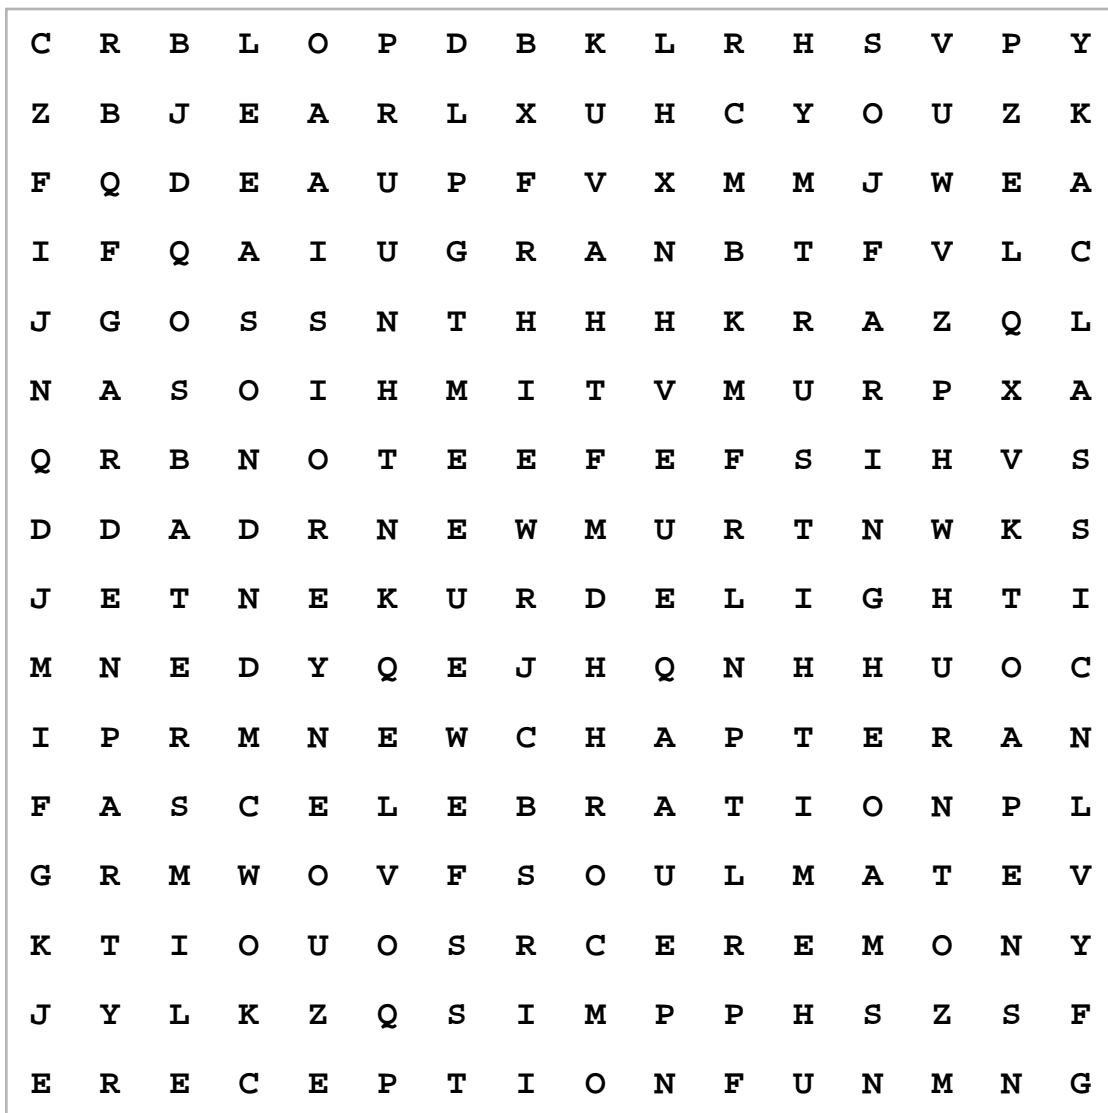 C R B L O P D B K L R H S V P Y
Z B J E A R L X U H C Y O U Z K
F Q D E A U P F V X M M J W E A
I F Q A I U G R A N B T F V L C
J G O S S N T H H H K R A Z Q L
N A S O I H M I T V M U R P X A
Q R B N O T E E F E F S I H V S
D D A D R N E W M U R T N W K S
J E T N E K U R D E L I G H T I
M N E D Y Q E J H Q N H H U O C
I P R M N E W C H A P T E R A N
F A S C E L E B R A T I O N P L
G R M W O V F S O U L M A T E V
K T I O U O S R C E R E M O N Y
J Y L K Z Q S I M P P H S Z S F
E R E C E P T I O N F U N M N G